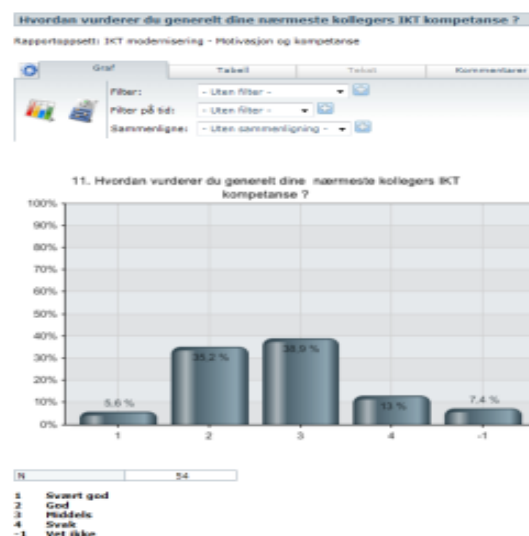 Hvordan vurderer du generelt dine nærmeste kollegers IKT kompetanse ?
Rapportoppsett: IKT modernisering - Motivasjon og kompetanse
Graf Tabell Tekst Kommentarer
Filter: - Uten filter -
Filter på tid: - Uten filter -
Sammenligne: - Uten sammenligning -
11. Hvordan vurderer du generelt dine nærmeste kollegers IKT
kompetanse ?
100%
90%
80%
70%
60%
50%
40%
30%
20%
10%
0%
5,6 %
35,2 %
38,9 %
13 %
7,4 %
1 2 3 4 -1
N 54
1 Svært god
2 God
3 Middels
4 Svak
-1 Vet ikke